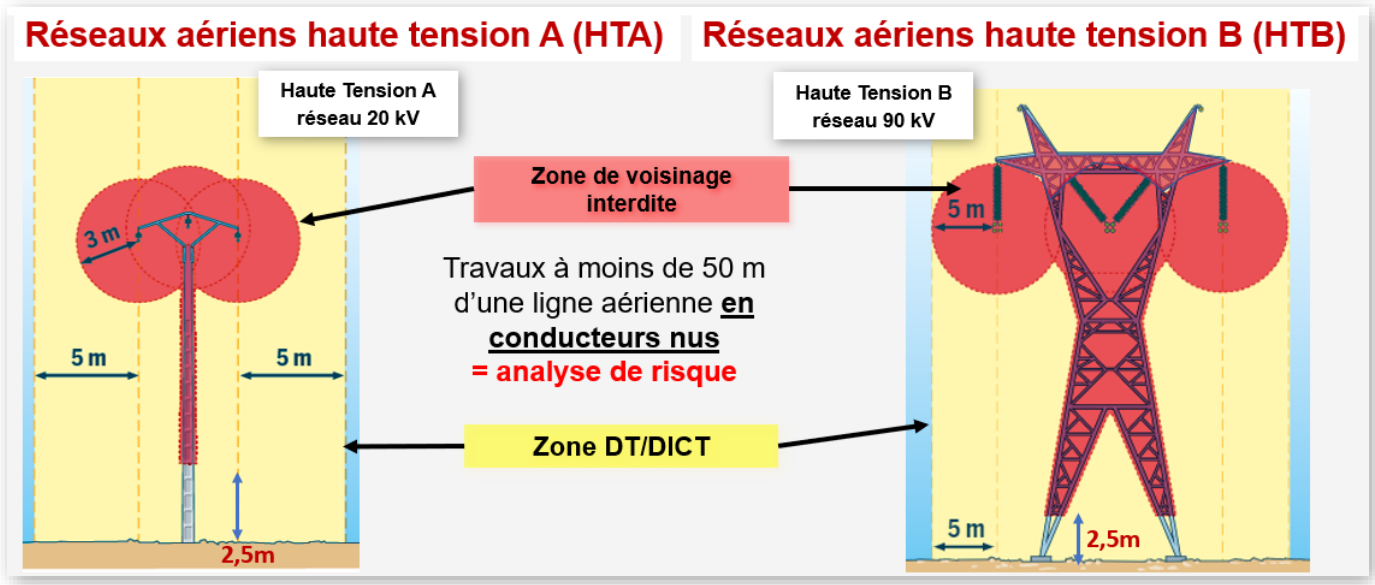 Réseaux aériens haute tension A (HTA)
Réseaux aériens haute tension B (HTB)
Haute Tension A
réseau 20 kV
Haute Tension B
réseau 90 kV
Zone de voisinage
interdite
3 m
5 m
Travaux à moins de 50 m
d’une ligne aérienne en
conducteurs nus
= analyse de risque
5 m
5 m
Zone DT/DICT
2,5m
5 m
2,5m